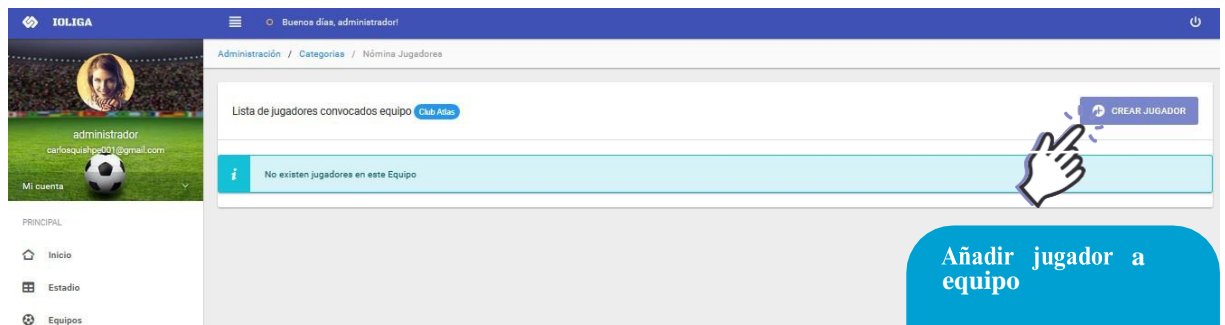 IOLIGA
Buenos días, administrador!
Administración / Categorias / Nómina Jugadores
administrador
carlosquishpe001@gmail.com
Mi cuenta
PRINCIPAL
Inicio
Estadio
Equipos
Lista de jugadores convocados equipo Club Atlas
CREAR JUGADOR
i No existen jugadores en este Equipo
Añadir jugador a
equipo